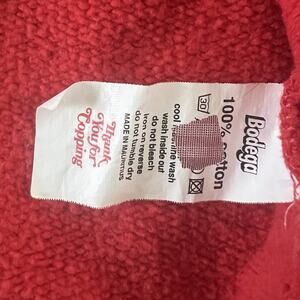 Bodega
30
100% cotton
cool machine wash
wash inside out
do not bleach
iron on reverse
do not tumble dry
MADE IN MAURITIUS
Thank
You for
Copping